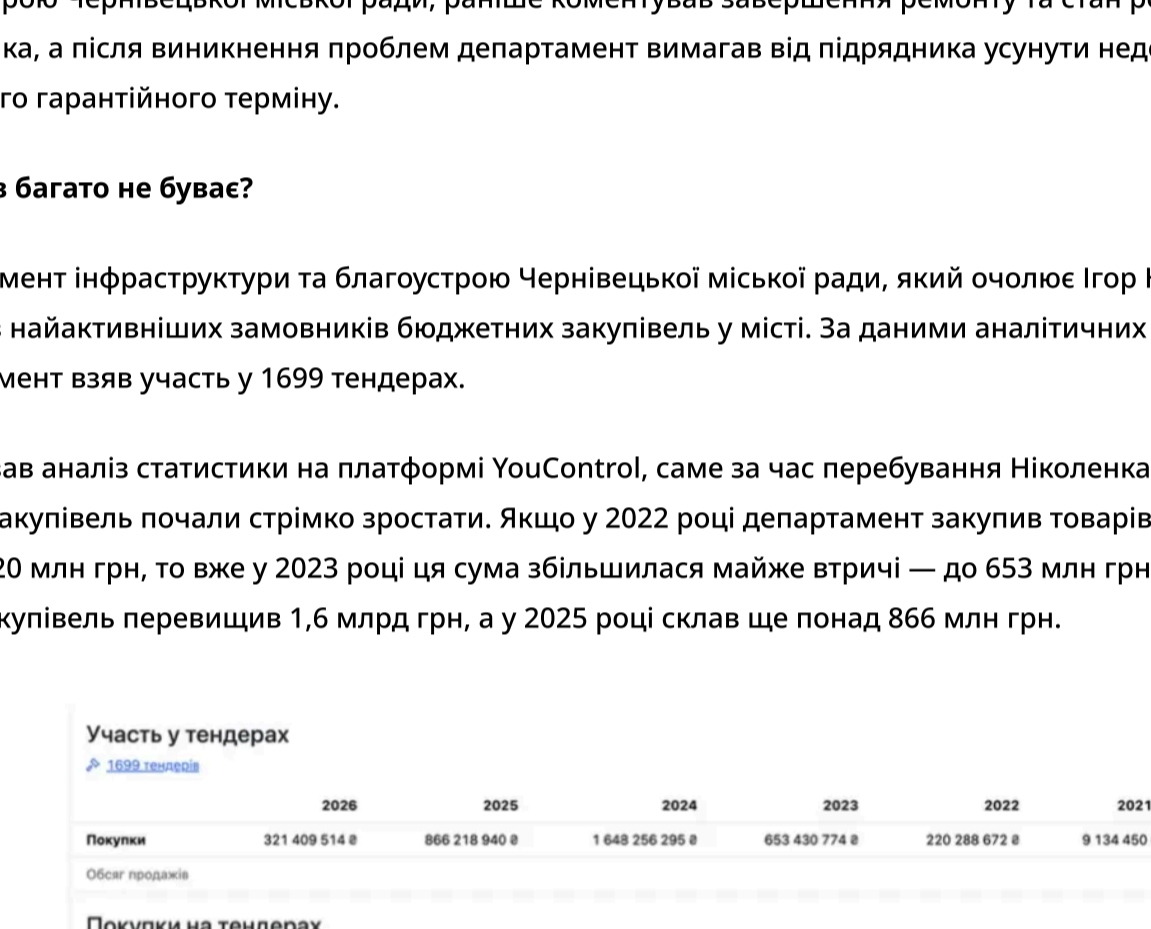 рою Чернівецької міської ради, раніше коментував завершення ремонту та стан
ка, а після виникнення проблем департамент вимагав від підрядника усунути
го гарантійного терміну.
в багато не буває?
мент інфраструктури та благоустрою Чернівецької міської ради, який очолює Ігор
з найактивніших замовників бюджетних закупівель у місті. За даними аналітичних
мент взяв участь у 1699 тендерах.
зав аналіз статистики на платформі YouControl, саме за час перебування Ніколенка
акупівель почали стрімко зростати. Якщо у 2022 році департамент закупив товарів
20 млн грн, то вже у 2023 році ця сума збільшилася майже втричі — до 653 млн грн
купівель перевищив 1,6 млрд грн, а у 2025 році склав ще понад 866 млн грн.
Участь у тендерах
1699 тендерів
2026 2025 2024 2023 2022 2021
Покупки 321 409 514 ₴ 866 218 940 ₴ 1 648 256 295 ₴ 653 430 774 ₴ 220 288 672 ₴ 9 134 450
Обсяг продажів
Покупки на тендерах